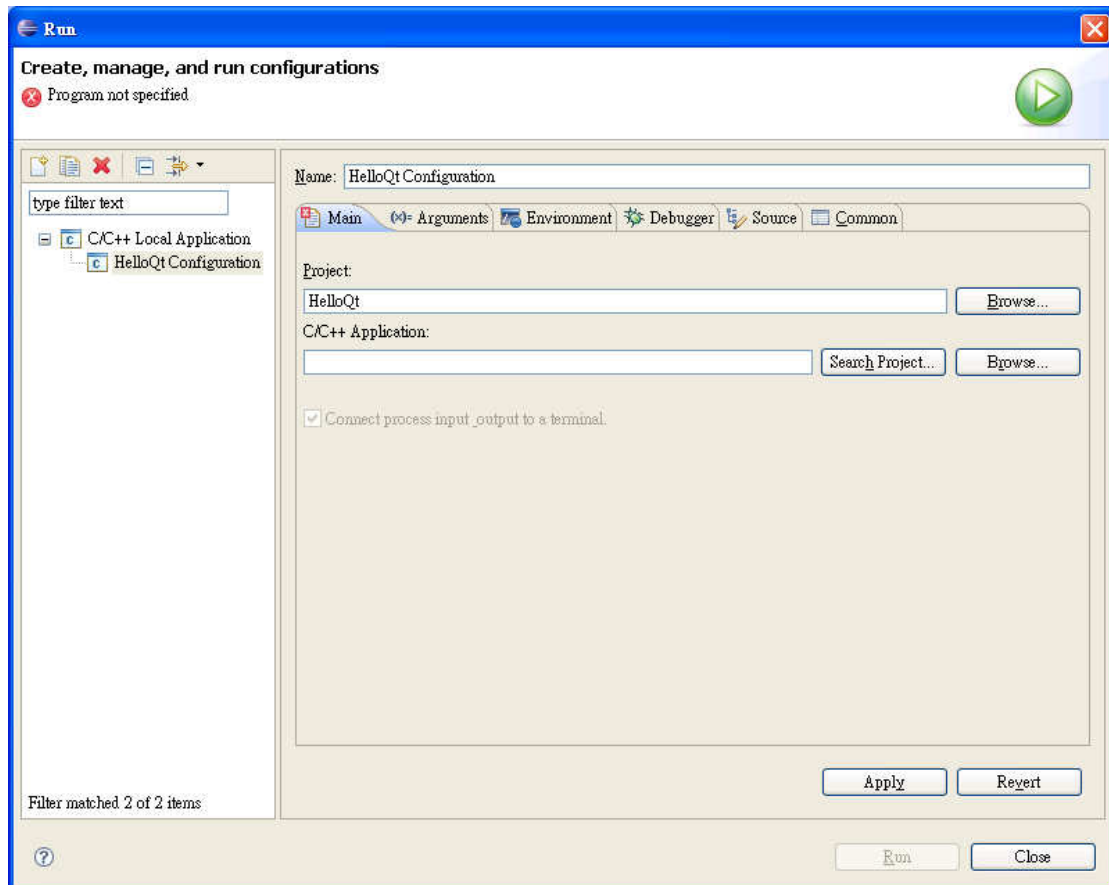 Run
Create, manage, and run configurations
Program not specified
type filter text
C/C++ Local Application
HelloQt Configuration
Filter matched 2 of 2 items
Name: HelloQt Configuration
Main (x)= Arguments Environment Debugger Source Common
Project:
HelloQt Browse...
C/C++ Application:
Search Project... Browse...
Connect process input _output to a terminal.
Apply Revert
Run Close